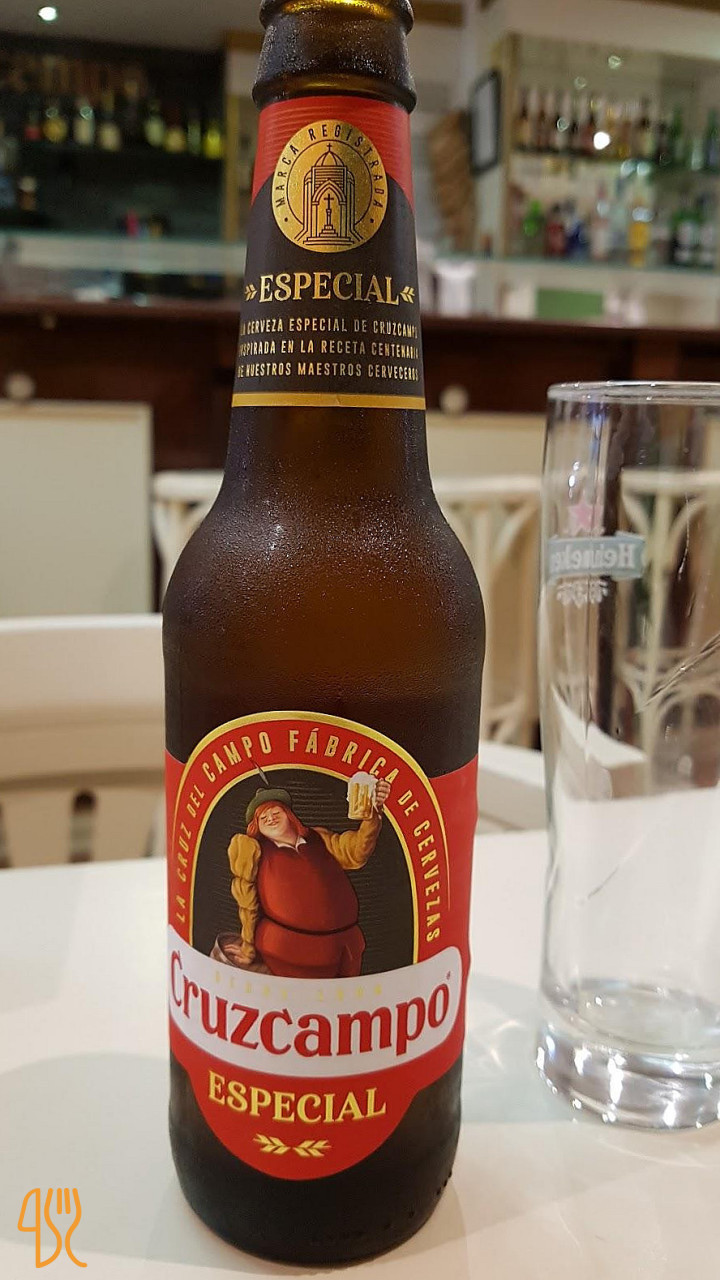 MARCA REGISTRADA
ESPECIAL
LA CERVEZA ESPECIAL DE CRUZCAMPO
INSPIRADA EN LA RECETA CENTENARIA
DE NUESTROS MAESTROS CERVECEROS
LA CRUZ DEL CAMPO FÁBRICA DE CERVEZAS
Cruzcampo
ESPECIAL
Heineken